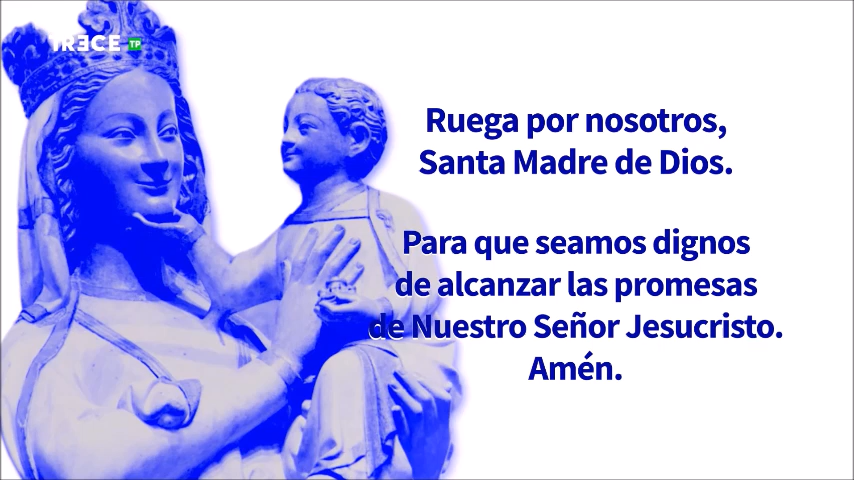 TRECE TP
Ruega por nosotros,
Santa Madre de Dios.
Para que seamos dignos
de alcanzar las promesas
de Nuestro Señor Jesucristo.
Amén.